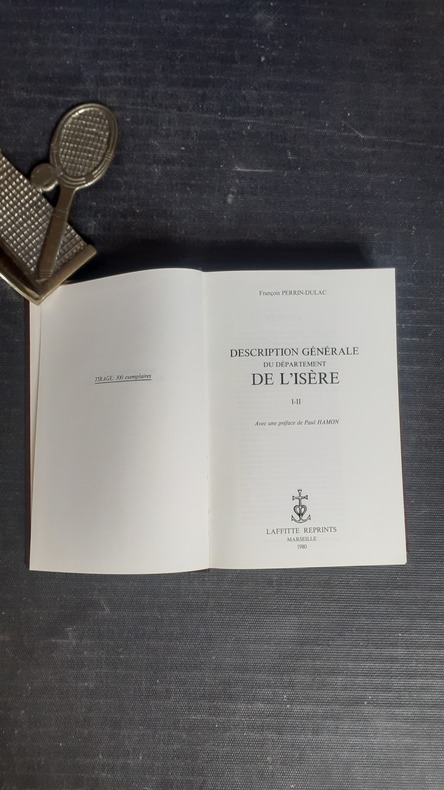 TIRAGE: 300 exemplaires
François PERRIN-DULAC
DESCRIPTION GÉNÉRALE
DU DÉPARTEMENT
DE L'ISÈRE
I-II
Avec une préface de Paul HAMON
LAFFITTE REPRINTS
MARSEILLE
1980